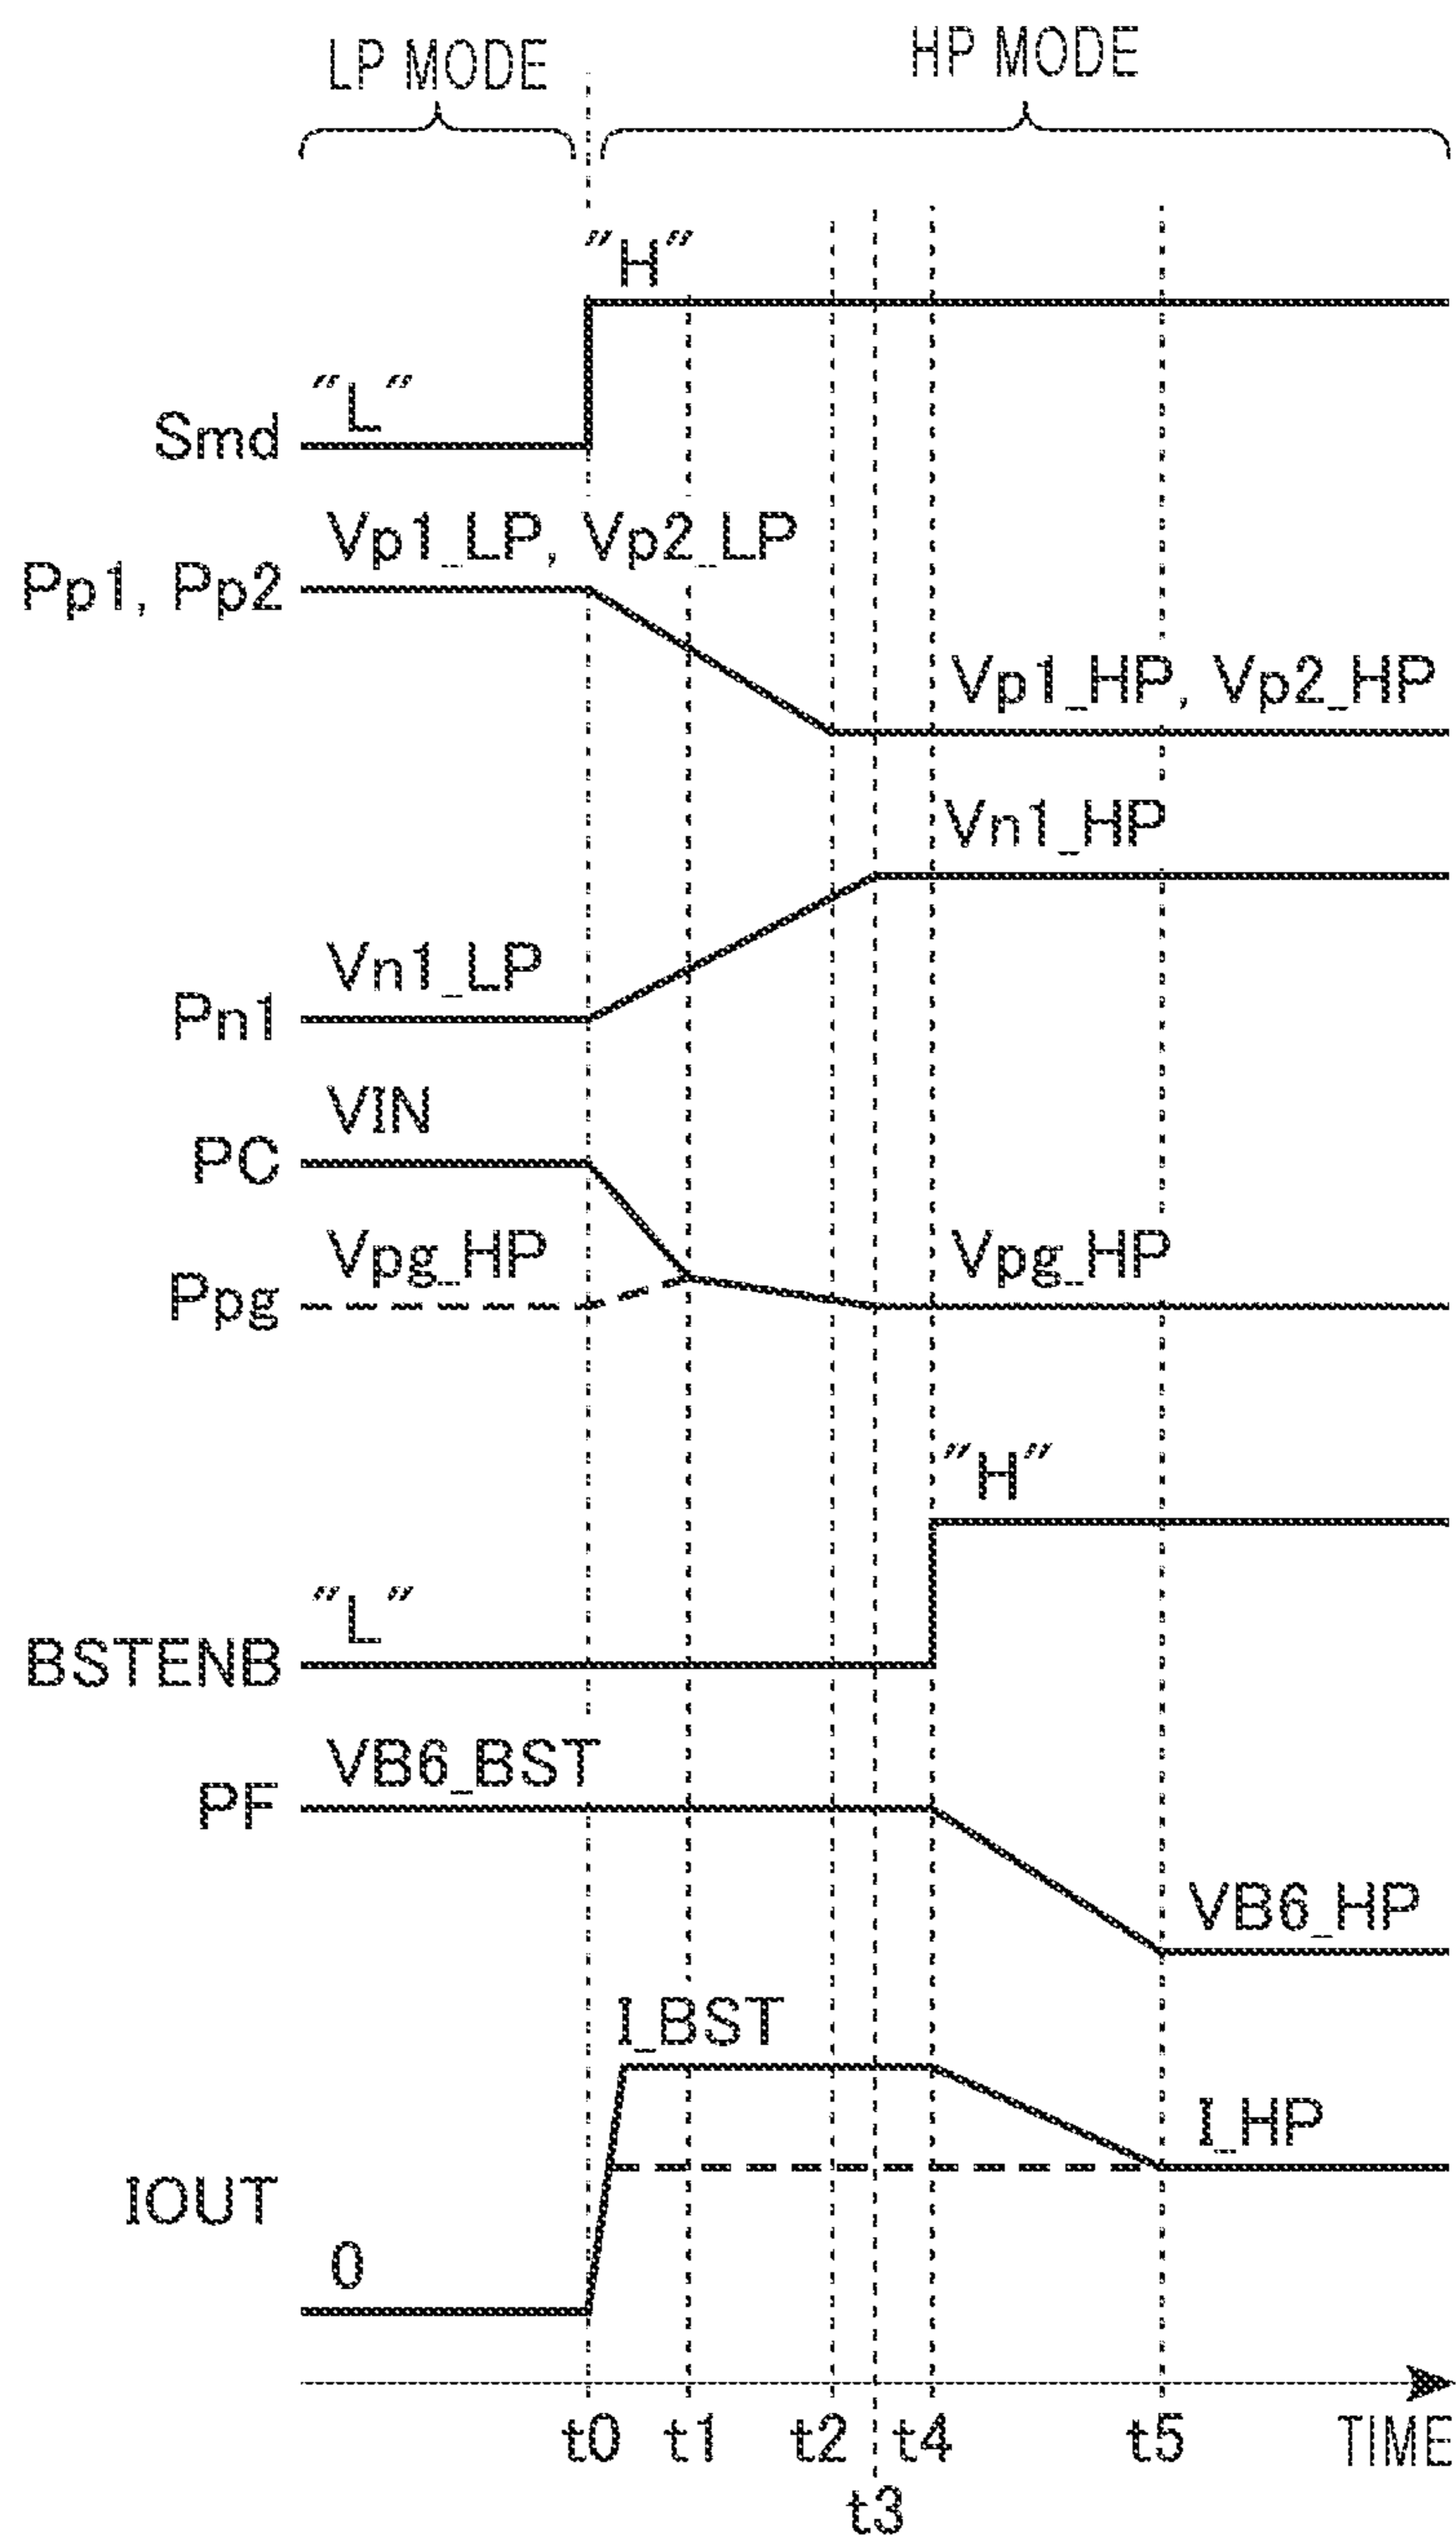 LP MODE HP MODE
"H"
"L"
Smd
Vp1_LP, Vp2_LP
Pp1, Pp2
Vp1_HP, Vp2_HP
Vn1_HP
Vn1_LP
Pn1
VIN
PC
Vpg_HP Vpg_HP
Ppg
"H"
"L"
BSTENB
VB6_BST
PF
VB6_HP
I_BST
I_HP
IOUT
0
t0 t1 t2 t4 t5 TIME
t3